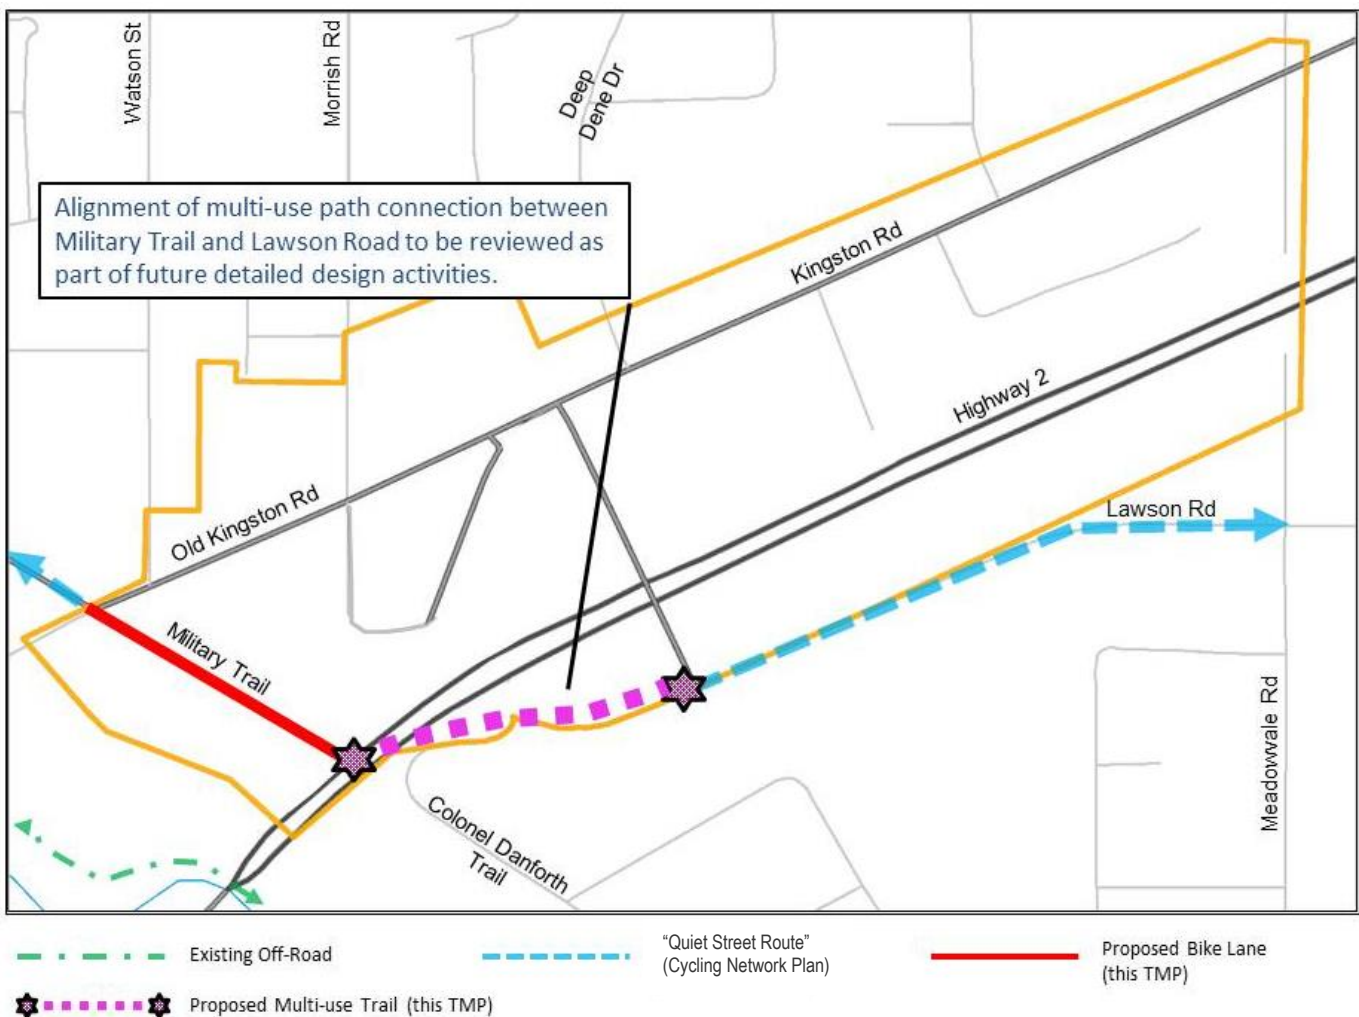 Watson St
Morrish Rd
Deep
Dene Dr
Alignment of multi-use path connection between
Military Trail and Lawson Road to be reviewed as
part of future detailed design activities.
Kingston Rd
Highway 2
Old Kingston Rd
Lawson Rd
Military Trail
Meadowvale Rd
Colonel Danforth
Trail
Existing Off-Road
"Quiet Street Route"
(Cycling Network Plan)
Proposed Bike Lane
(this TMP)
Proposed Multi-use Trail (this TMP)